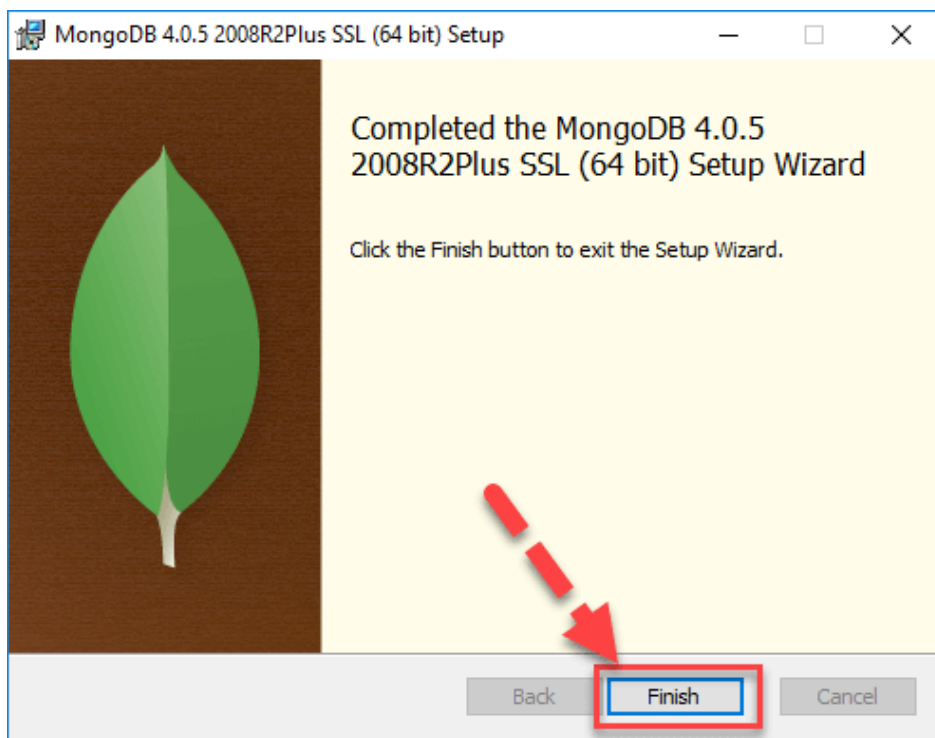 MongoDB 4.0.5 2008R2Plus SSL (64 bit) Setup
Completed the MongoDB 4.0.5
2008R2Plus SSL (64 bit) Setup Wizard
Click the Finish button to exit the Setup Wizard.
Back Finish Cancel